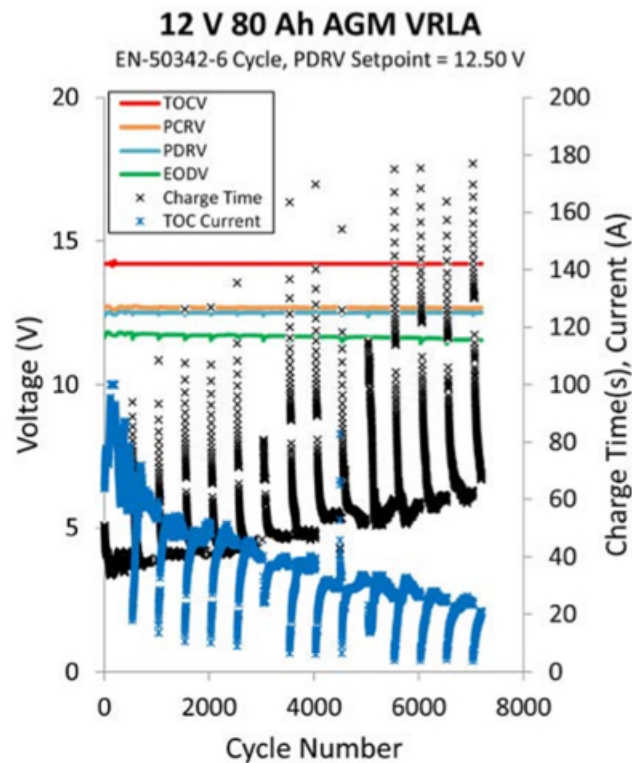 12 V 80 Ah AGM VRLA
EN-50342-6 Cycle, PDRV Setpoint = 12.50 V
20
15
10
5
0
Voltage (V)
TOCV
PCRV
PDRV
EODV
Charge Time
TOC Current
200
180
160
140
120
100
80
60
40
20
0
Charge Time(s), Current (A)
0
2000
4000
6000
8000
Cycle Number